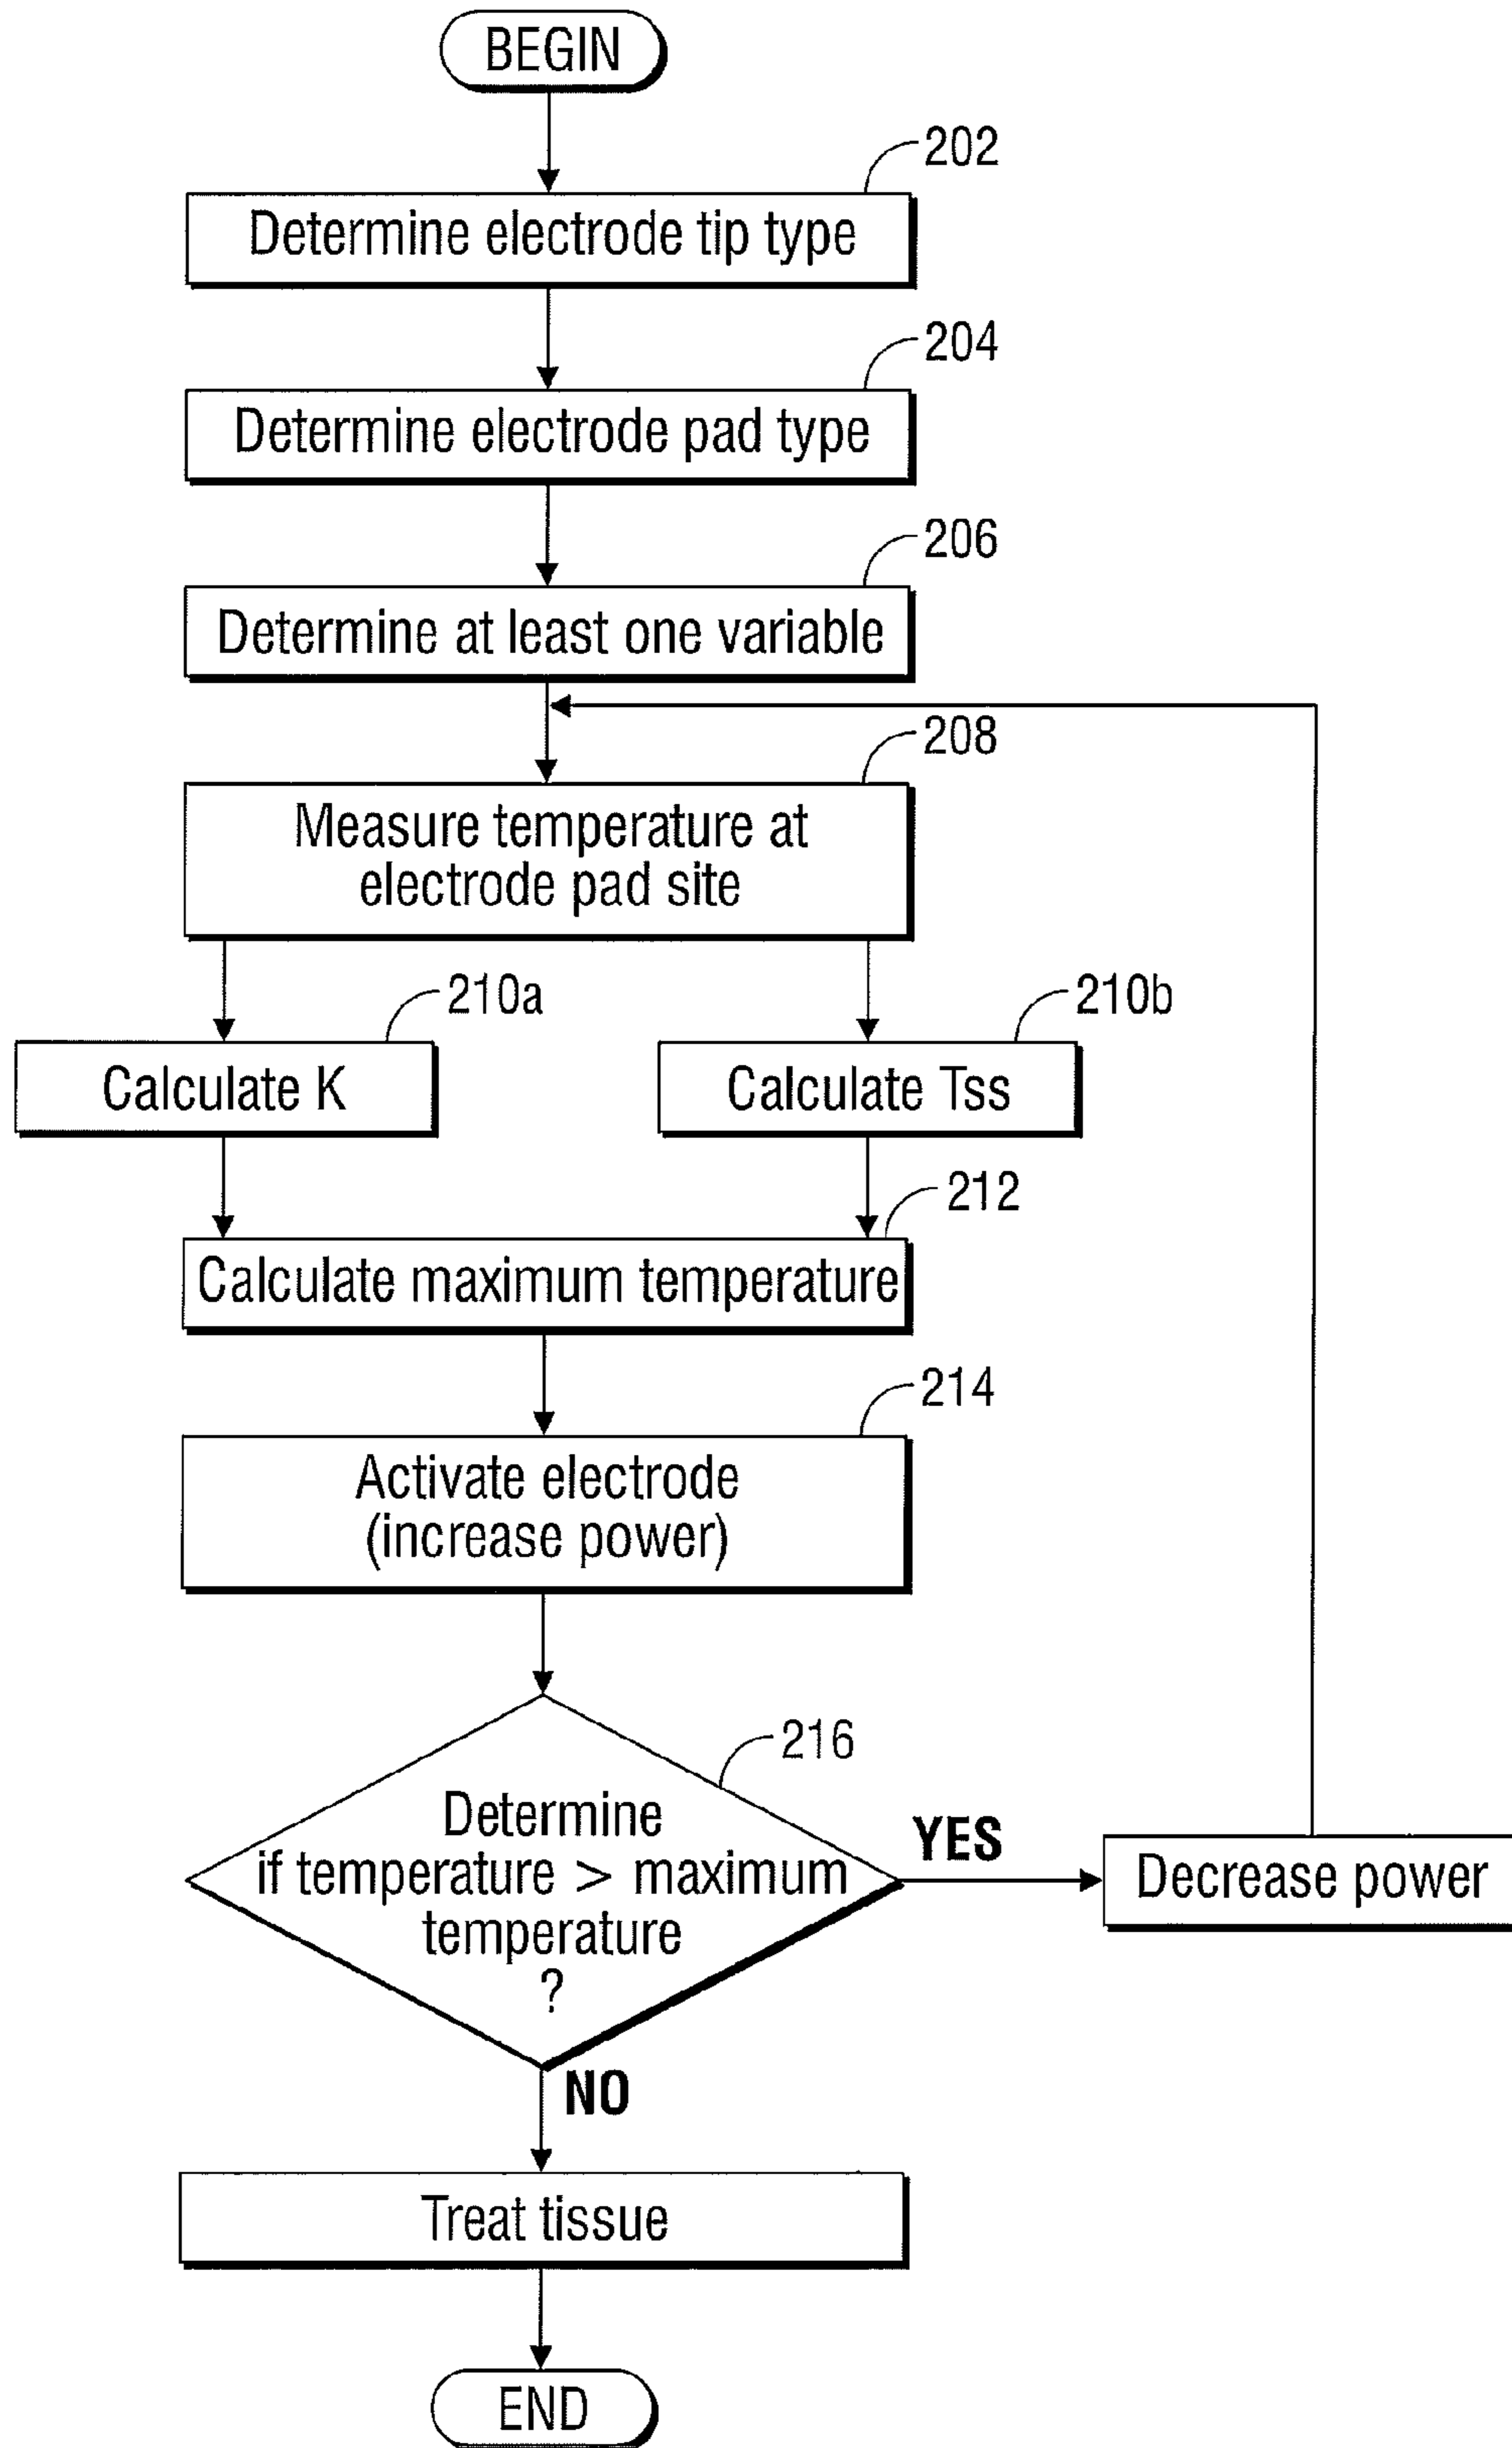 BEGIN
202
Determine electrode tip type
204
Determine electrode pad type
206
Determine at least one variable
208
Measure temperature at
electrode pad site
210a
210b
Calculate K
Calculate Tss
212
Calculate maximum temperature
214
Activate electrode
(increase power)
216
Determine
if temperature > maximum
temperature
?
YES
Decrease power
NO
Treat tissue
END